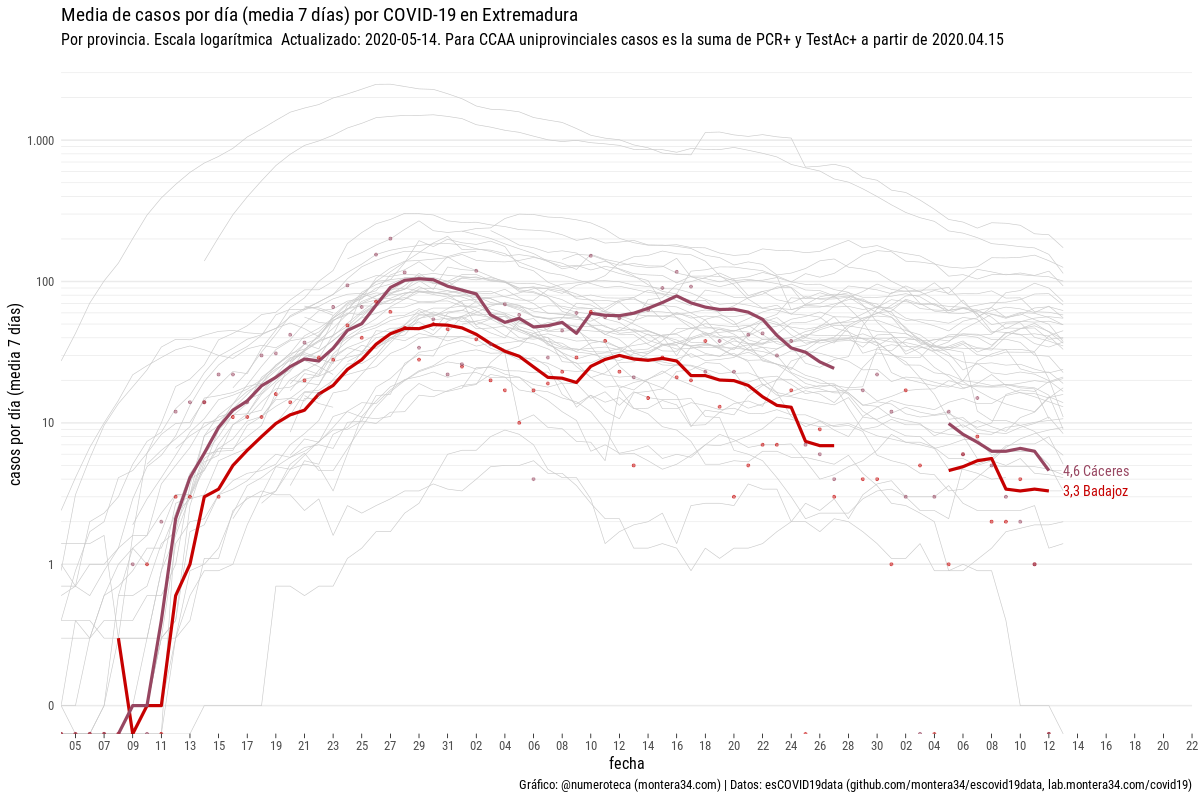 Media de casos por día (media 7 días) por COVID-19 en Extremadura
Por provincia. Escala logarítmica  Actualizado: 2020-05-14. Para CCAA uniprovinciales casos es la suma de PCR+ y TestAc+ a partir de 2020.04.15
casos por día (media 7 días)
1.000
100
10
1
0
4,6 Cáceres
3,3 Badajoz
05 07 09 11 13 15 17 19 21 23 25 27 29 31 02 04 06 08 10 12 14 16 18 20 22 24 26 28 30 02 04 06 08 10 12 14 16 18 20 22
fecha
Gráfico: @numeroteca (montera34.com) | Datos: esCOVID19data (github.com/montera34/escovid19data, lab.montera34.com/covid19)